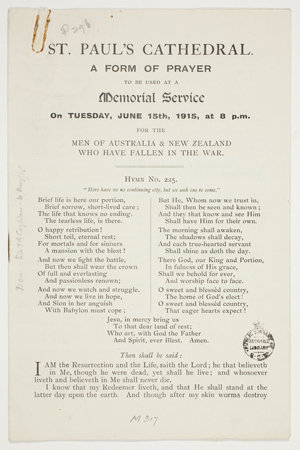 ST. PAUL'S CATHEDRAL.
A FORM OF PRAYER
TO BE USED AT A
Memorial Service
On TUESDAY, JUNE 15th, 1915, at 8 p.m.
FOR THE
MEN OF AUSTRALIA & NEW ZEALAND
WHO HAVE FALLEN IN THE WAR.
HYMN No. 225.
"Here have we no continuing city, but we seek one to come."
Brief life is here our portion,
Brief sorrow, short-lived care;
The life that knows no ending,
The tearless life, is there.
O happy retribution!
Short toil, eternal rest;
For mortals and for sinners
A mansion with the blest!
And now we fight the battle,
But then shall wear the crown
Of full and everlasting
And passionless renown;
And now we watch and struggle,
And now we live in hope,
And Sion in her anguish
With Babylon must cope;
But He, Whom now we trust in,
Shall then be seen and known;
And they that know and see Him
Shall have Him for their own.
The morning shall awaken,
The shadows shall decay,
And each true-hearted servant
Shall shine as doth the day.
There God, our King and Portion,
In fulness of His grace,
Shall we behold for ever,
And worship face to face.
O sweet and blessèd country,
The home of God's elect!
O sweet and blessèd country,
That eager hearts expect!
Jesu, in mercy bring us
To that dear land of rest;
Who art, with God the Father
And Spirit, ever Blest. Amen.
Then shall be said:
I AM the Resurrection and the Life, saith the Lord; he that believeth
in Me, though he were dead, yet shall he live; and whosoever
liveth and believeth in Me shall never die.
I know that my Redeemer liveth, and that He shall stand at the
latter day upon the earth. And though after my skin worms destroy
M 317